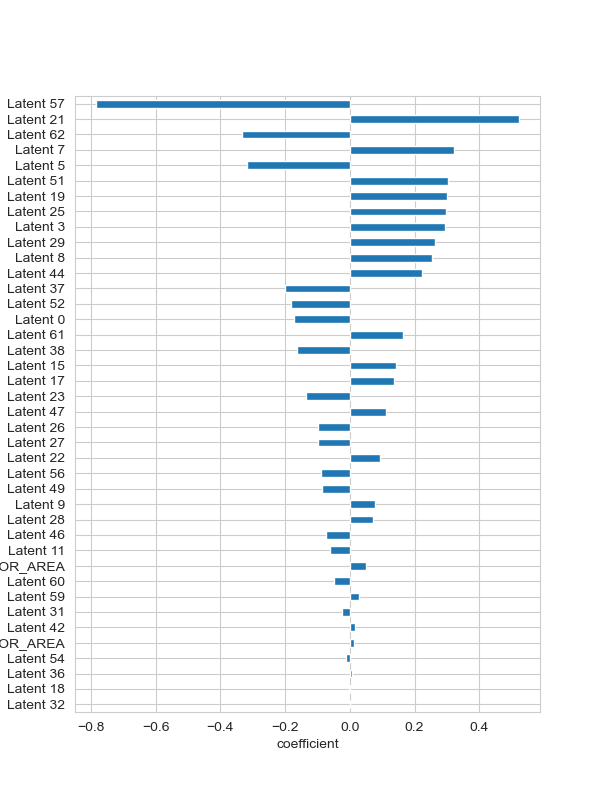 Latent 57
Latent 21
Latent 62
Latent 7
Latent 5
Latent 51
Latent 19
Latent 25
Latent 3
Latent 29
Latent 8
Latent 44
Latent 37
Latent 52
Latent 0
Latent 61
Latent 38
Latent 15
Latent 17
Latent 23
Latent 47
Latent 26
Latent 27
Latent 22
Latent 56
Latent 49
Latent 9
Latent 28
Latent 46
Latent 11
OR_AREA
Latent 60
Latent 59
Latent 31
Latent 42
OR_AREA
Latent 54
Latent 36
Latent 18
Latent 32
−0.8 −0.6 −0.4 −0.2 0.0 0.2 0.4
coefficient